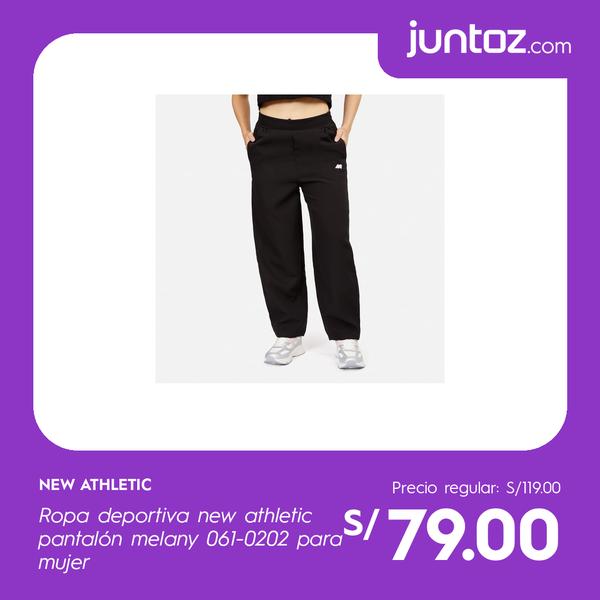 juntoz.com
NEW ATHLETIC
Ropa deportiva new athletic
pantalón melany 061-0202 para
mujer
Precio regular: S/119.00
S/79.00